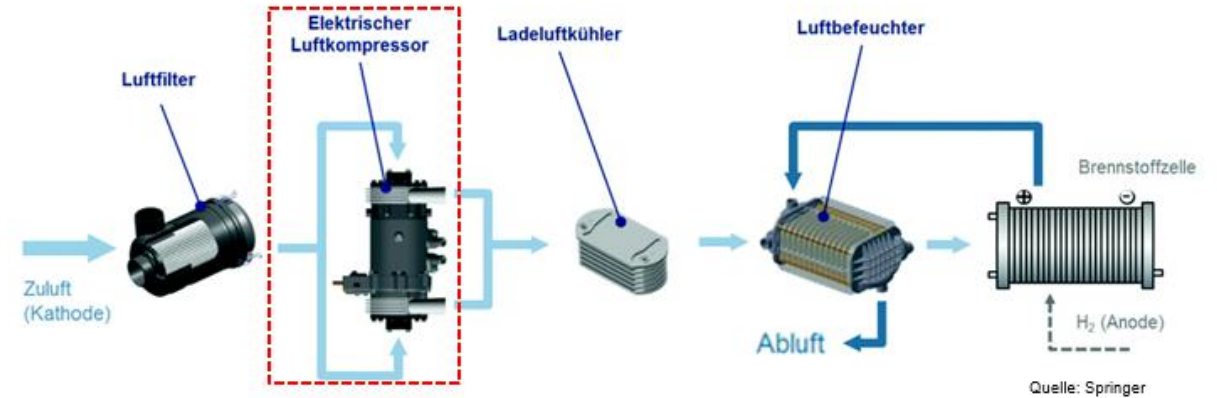 Elektrischer
Luftkompressor
Ladeluftkühler
Luftbefeuchter
Luftfilter
Brennstoffzelle
Zuluft
(Kathode)
H₂ (Anode)
Abluft
Quelle: Springer